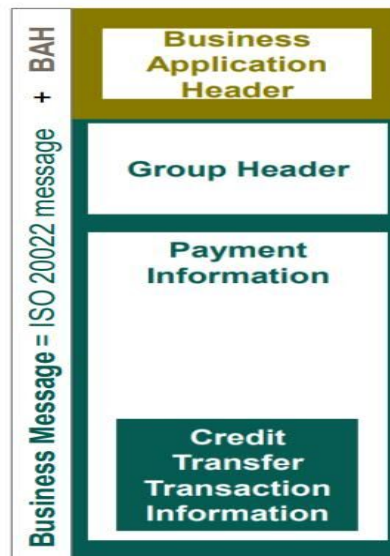 Business Message = ISO 20022 message + BAH
Business
Application
Header
Group Header
Payment
Information
Credit
Transfer
Transaction
Information